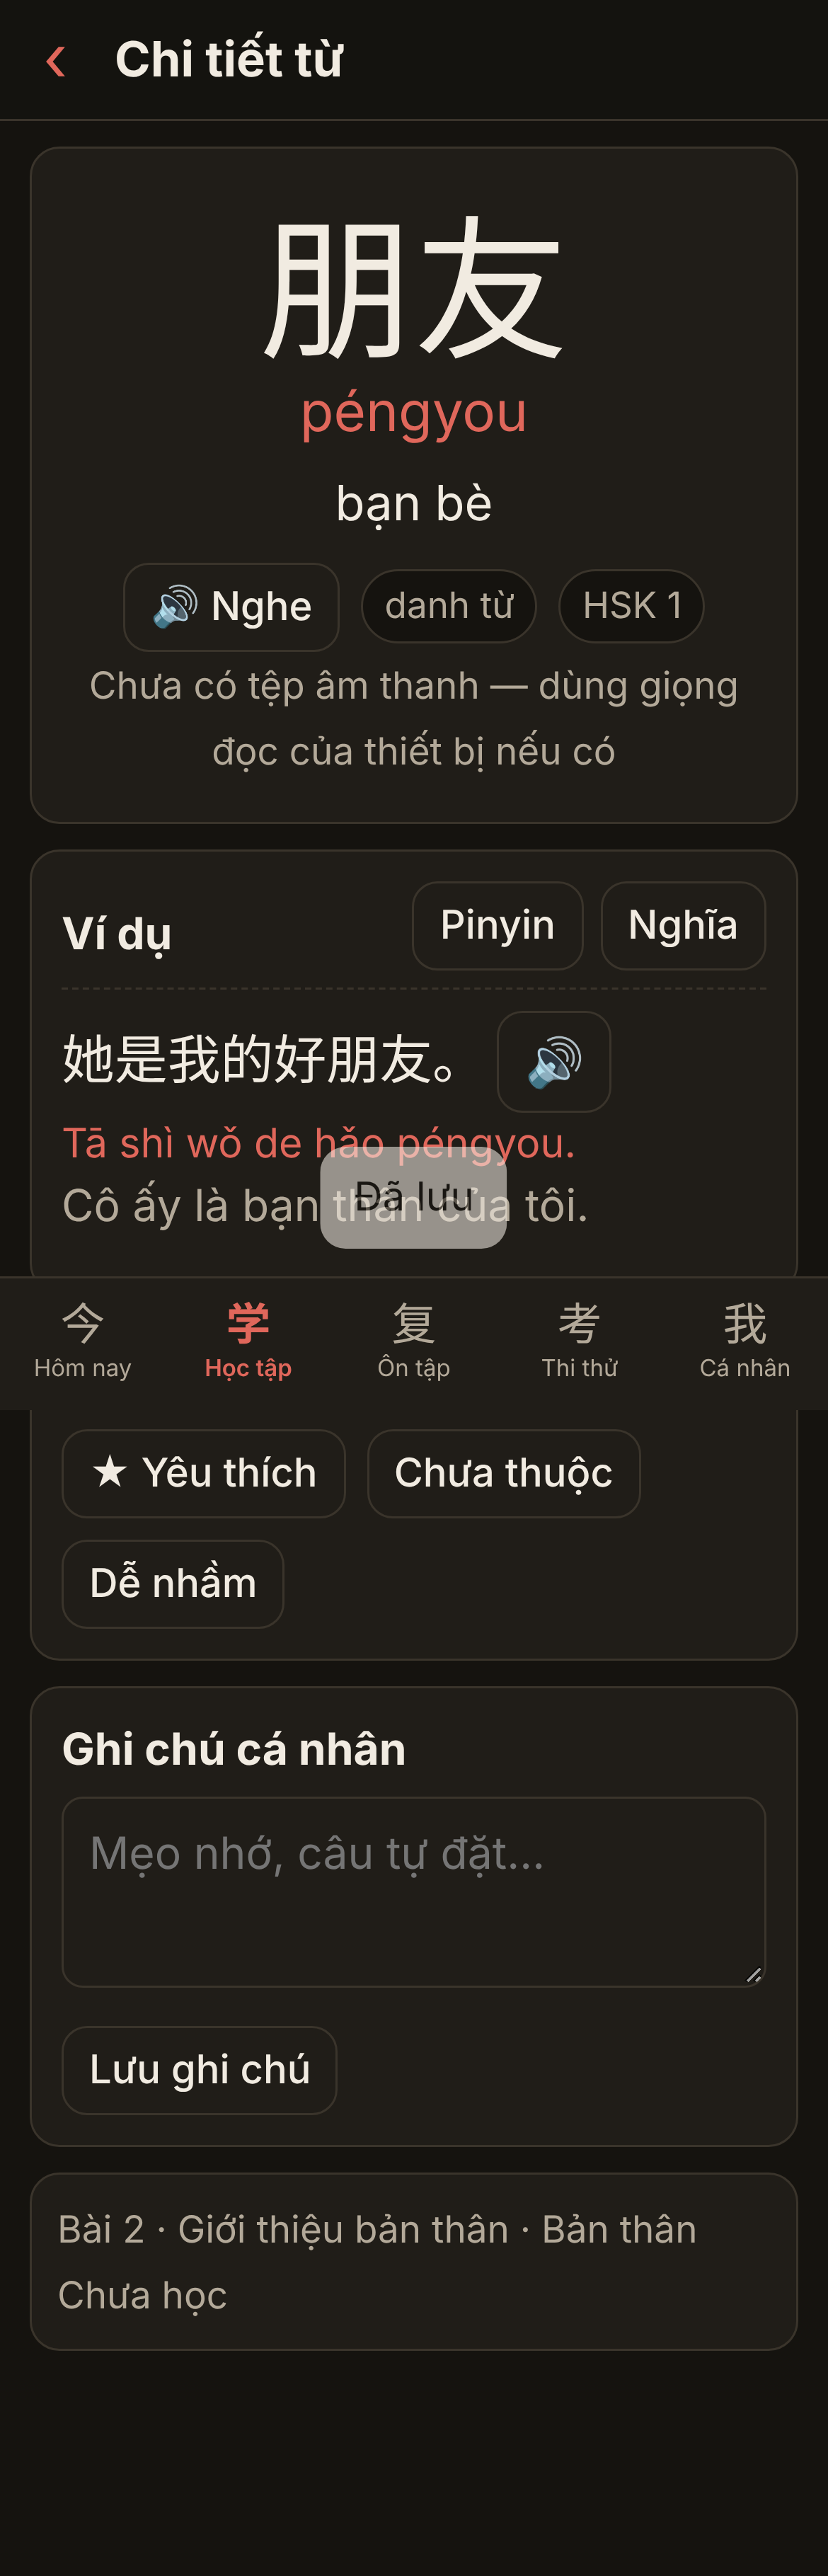 ‹ Chi tiết từ
朋友
péngyou
bạn bè
🔊 Nghe danh từ HSK 1
Chưa có tệp âm thanh — dùng giọng
đọc của thiết bị nếu có
Ví dụ Pinyin Nghĩa
她是我的好朋友。 🔊
Tā shì wǒ de hǎo péngyou.
Cô ấy là bạn thân của tôi.
Đã lưu
今 学 复 考 我
Hôm nay Học tập Ôn tập Thi thử Cá nhân
★ Yêu thích Chưa thuộc
Dễ nhầm
Ghi chú cá nhân
Mẹo nhớ, câu tự đặt...
Lưu ghi chú
Bài 2 · Giới thiệu bản thân · Bản thân
Chưa học